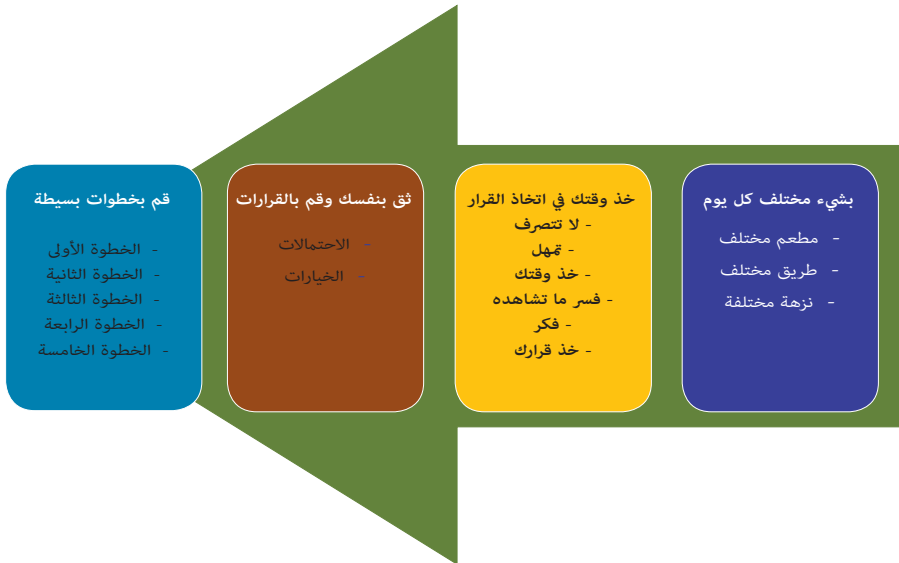 بشيء مختلف كل يوم
- مطعم مختلف
- طريق مختلف
- نزهة مختلفة
خذ وقتك في اتخاذ القرار
- لا تتصرف
- تمهل
- خذ وقتك
- فسر ما تشاهده
- فكر
- خذ قرارك
ثق بنفسك وقم بالقرارات
- الاحتمالات
- الخيارات
قم بخطوات بسيطة
- الخطوة الأولى
- الخطوة الثانية
- الخطوة الثالثة
- الخطوة الرابعة
- الخطوة الخامسة